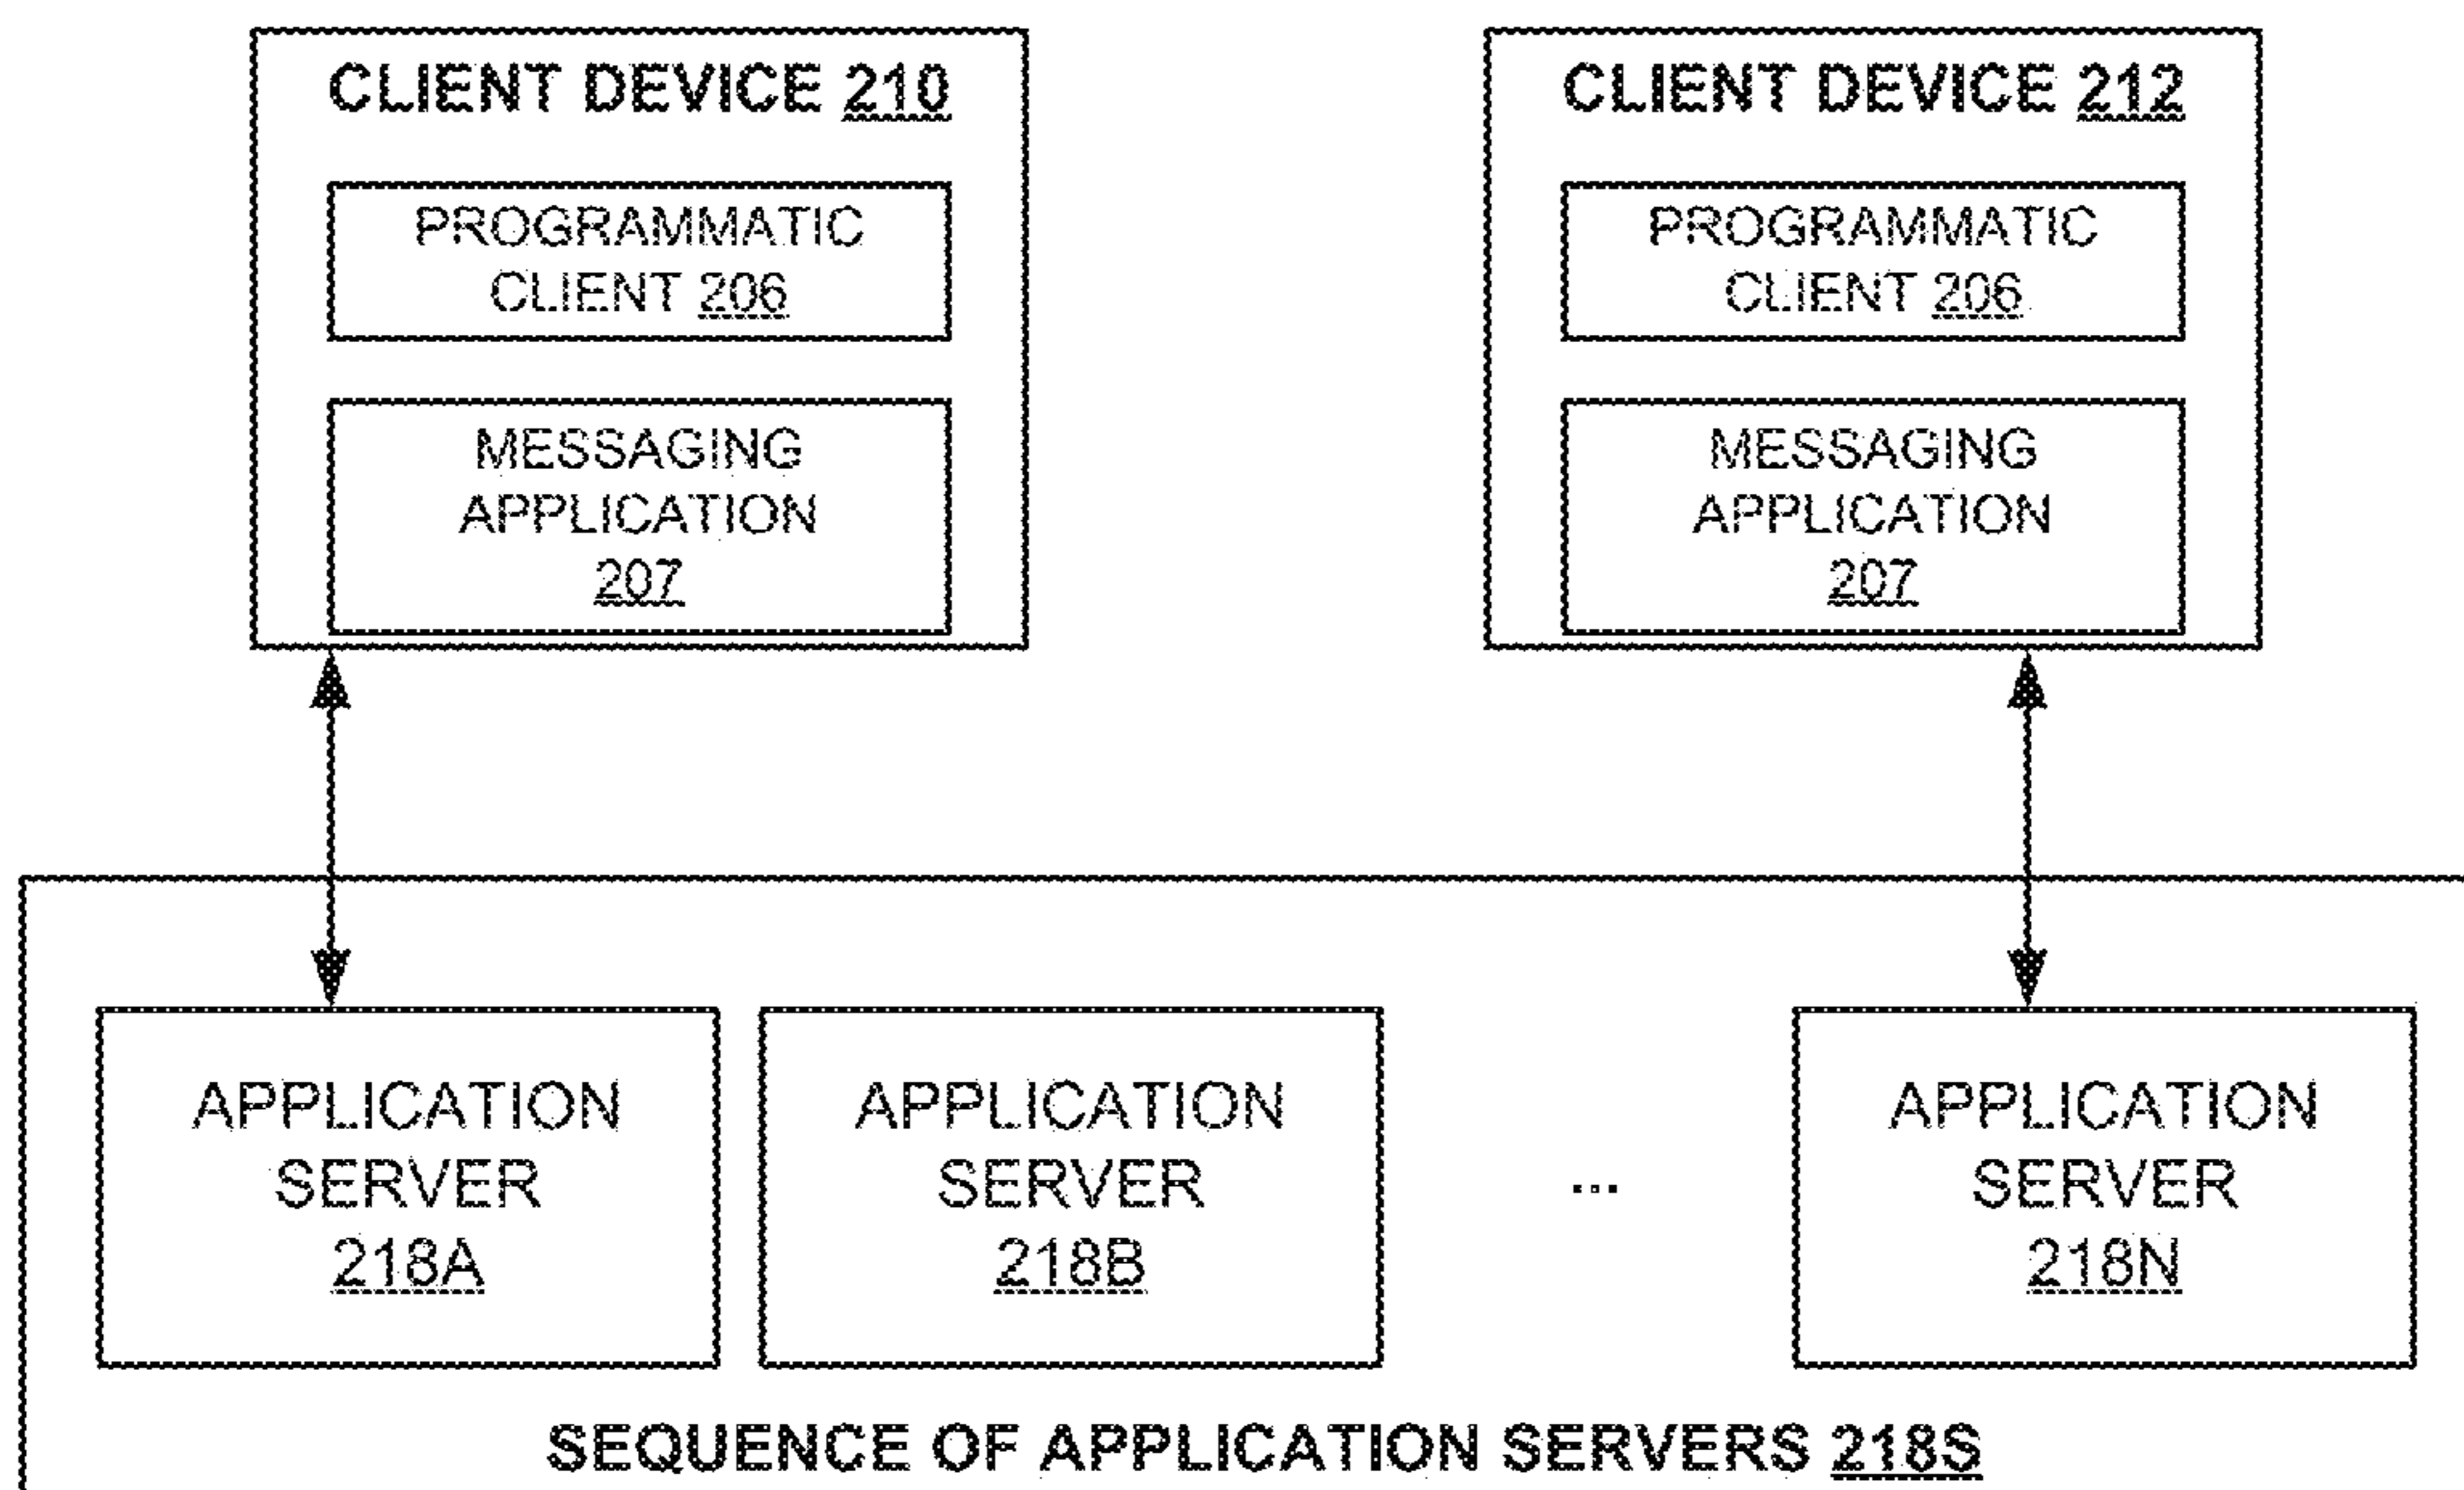 CLIENT DEVICE 210
PROGRAMMATIC
CLIENT 206
MESSAGING
APPLICATION
207
CLIENT DEVICE 212
PROGRAMMATIC
CLIENT 206
MESSAGING
APPLICATION
207
APPLICATION
SERVER
218A
APPLICATION
SERVER
218B
...
APPLICATION
SERVER
218N
SEQUENCE OF APPLICATION SERVERS 218S